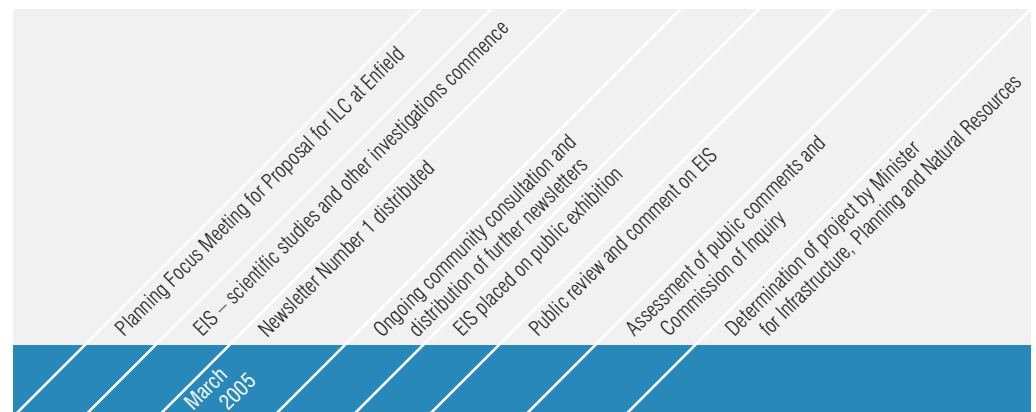 Planning Focus Meeting for Proposal for ILC at Enfield
EIS – scientific studies and other investigations commence
Newsletter Number 1 distributed
Ongoing community consultation and
distribution of further newsletters
EIS placed on public exhibition
Public review and comment on EIS
Assessment of public comments and
Commission of Inquiry
Determination of project by Minister
for Infrastructure, Planning and Natural Resources
March
2005